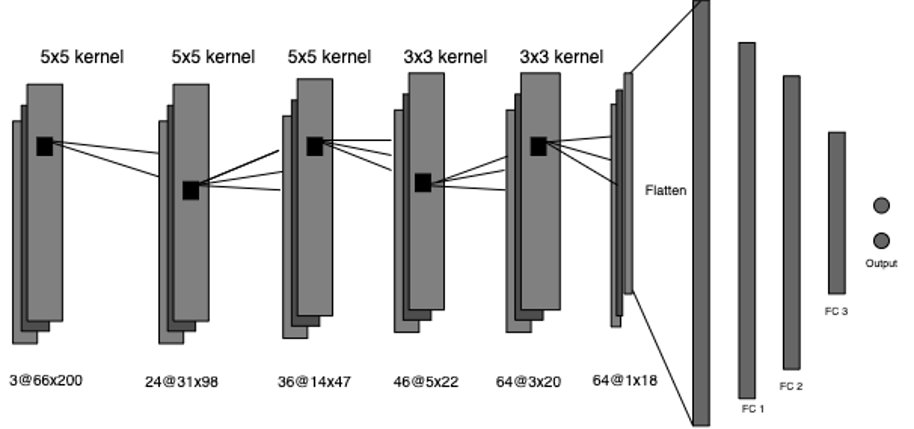 5x5 kernel
5x5 kernel
5x5 kernel
3x3 kernel
3x3 kernel
Flatten
Output
FC 3
3@66x200
24@31x98
36@14x47
46@5x22
64@3x20
64@1x18
FC 2
FC 1